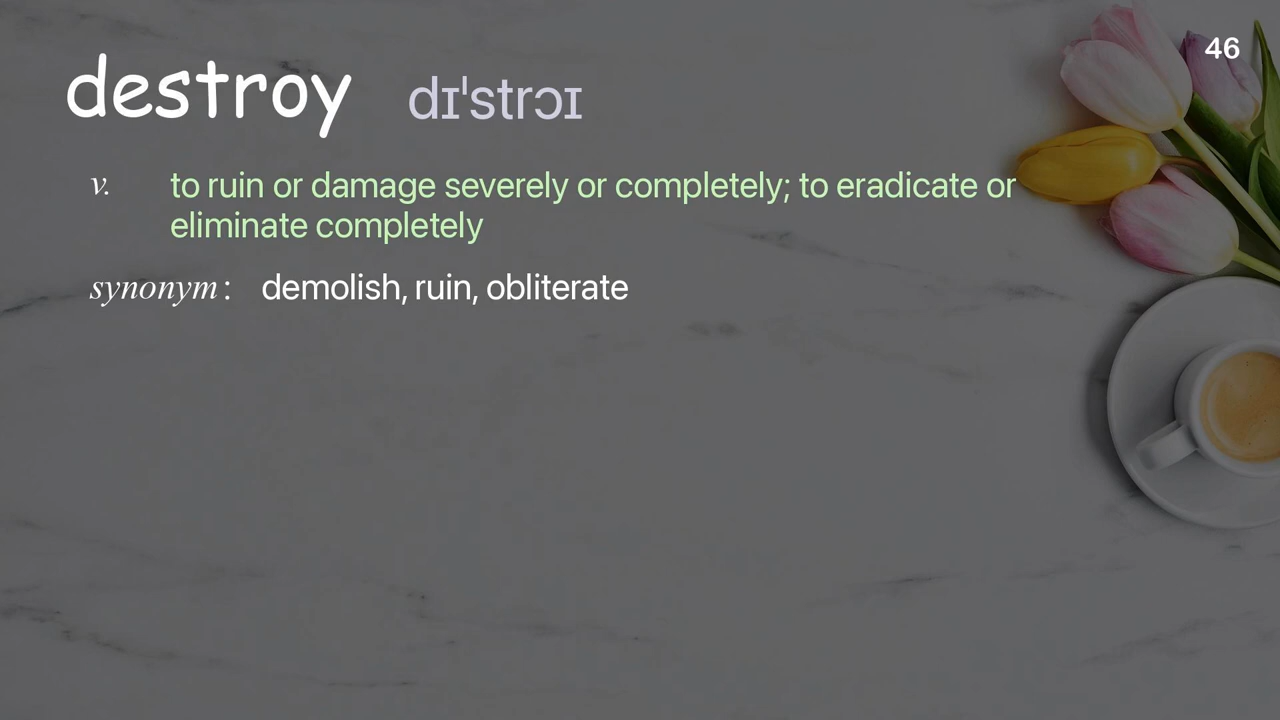 46
destroy dɪˈstrɔɪ
v. to ruin or damage severely or completely; to eradicate or
eliminate completely
synonym: demolish, ruin, obliterate